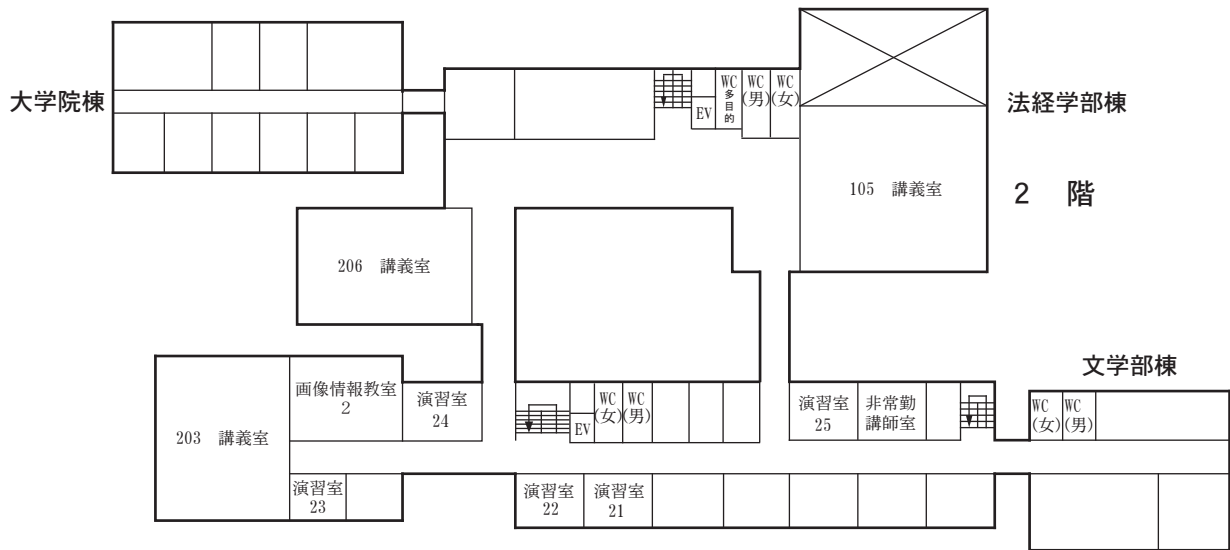 大学院棟
法経学部棟
2 階
文学部棟
WC
多目的
WC
(男)
WC
(女)
EV
105 講義室
206 講義室
203 講義室
画像情報教室
2
演習室
24
演習室
23
EV
WC
(女)
WC
(男)
演習室
25
非常勤
講師室
WC
(女)
WC
(男)
演習室
22
演習室
21